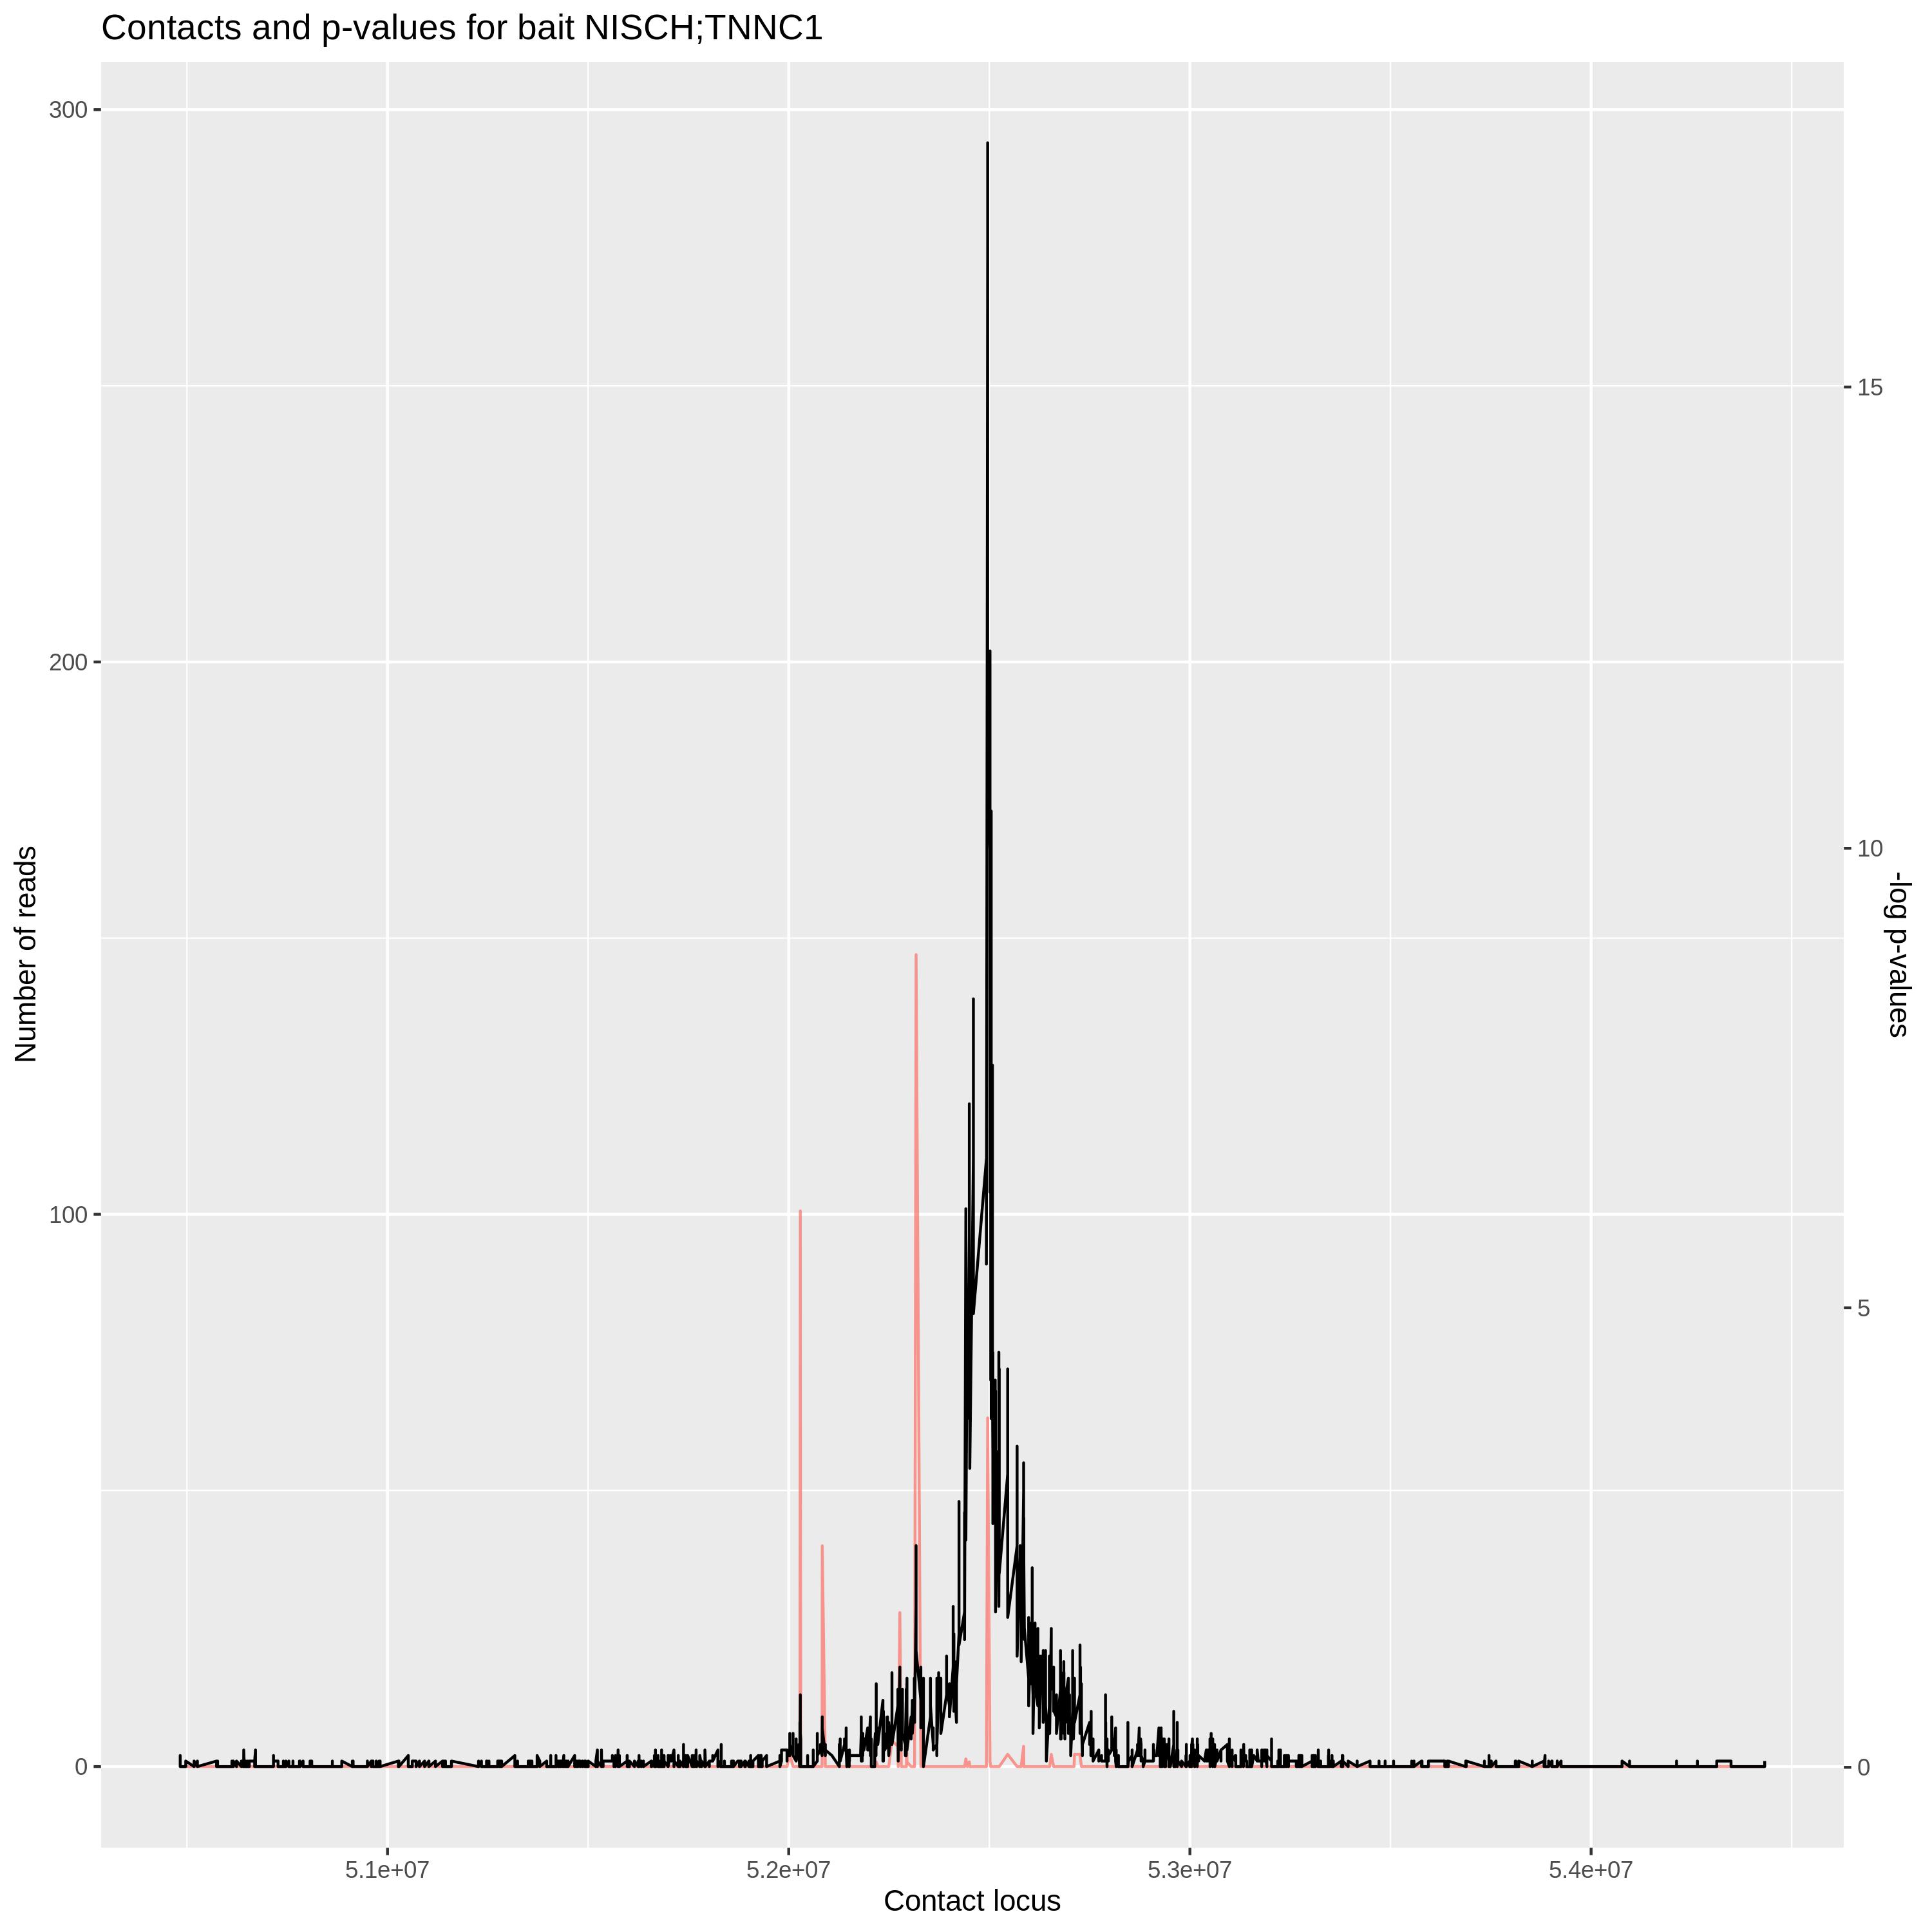 Contacts and p-values for bait NISCH;TNNC1
300
200
100
0
Number of reads
15
10
5
0
-log p-values
5.1e+07
5.2e+07
5.3e+07
5.4e+07
Contact locus